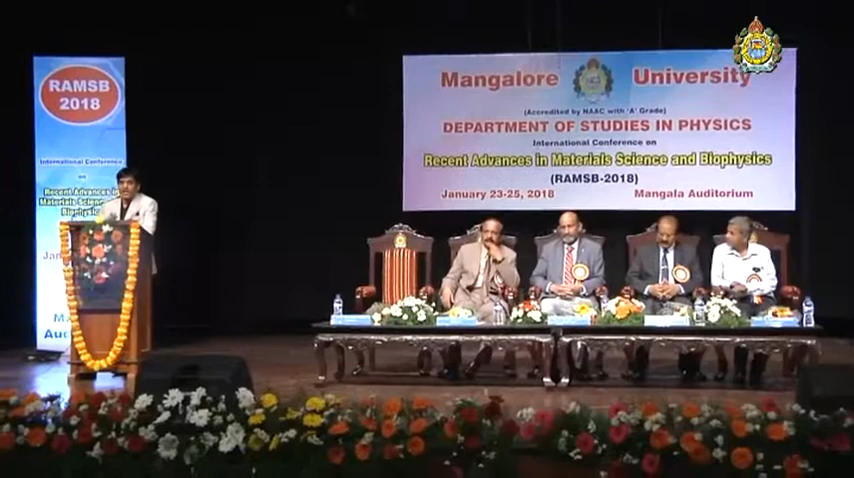 RAMSB
2018
International Conference
on
Recent Advances in
Materials Science
Biophysics
Mangalore University
(Accredited by NAAC with 'A' Grade)
DEPARTMENT OF STUDIES IN PHYSICS
International Conference on
Recent Advances in Materials Science and Biophysics
(RAMSB-2018)
January 23-25, 2018 Mangala Auditorium